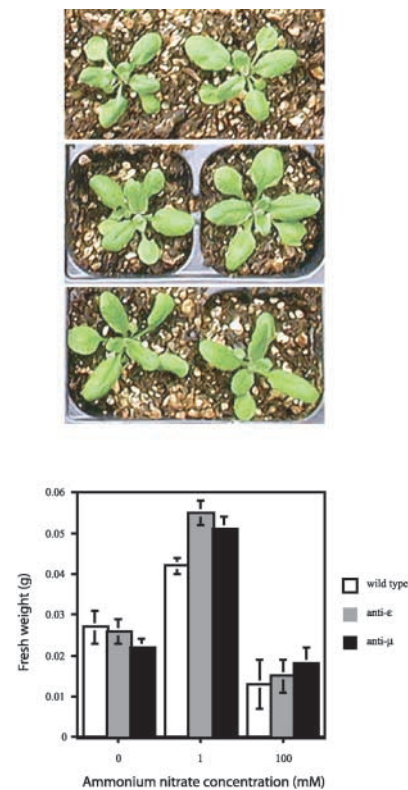 0.06
0.05
0.04
0.03
0.02
0.01
0
Fresh weight (g)
0
1
100
Ammonium nitrate concentration (mM)
wild type
anti-ε
anti-μ